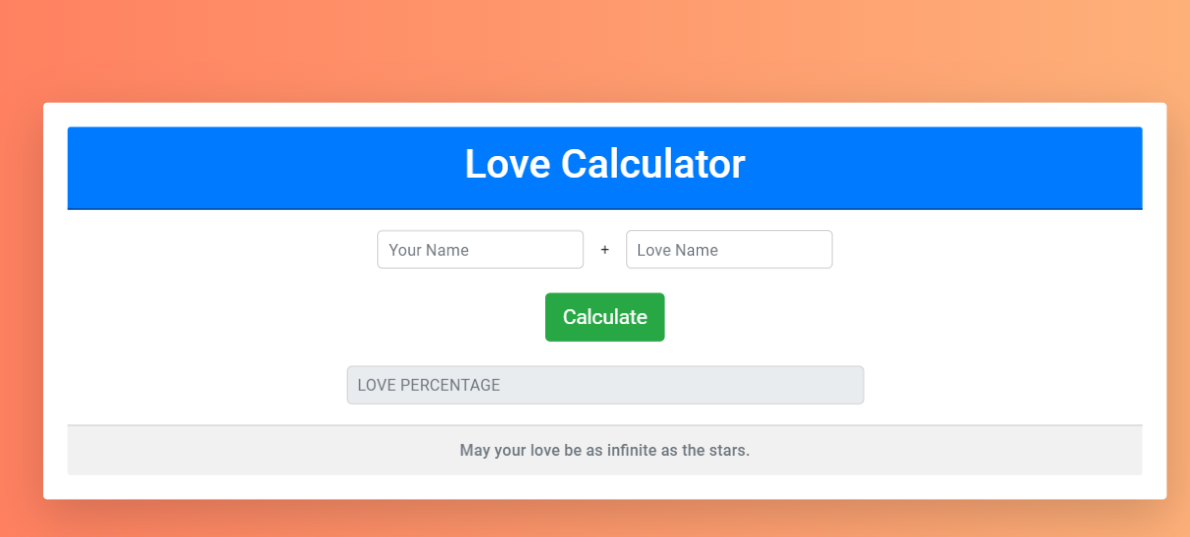 Love Calculator
Your Name + Love Name
Calculate
LOVE PERCENTAGE
May your love be as infinite as the stars.